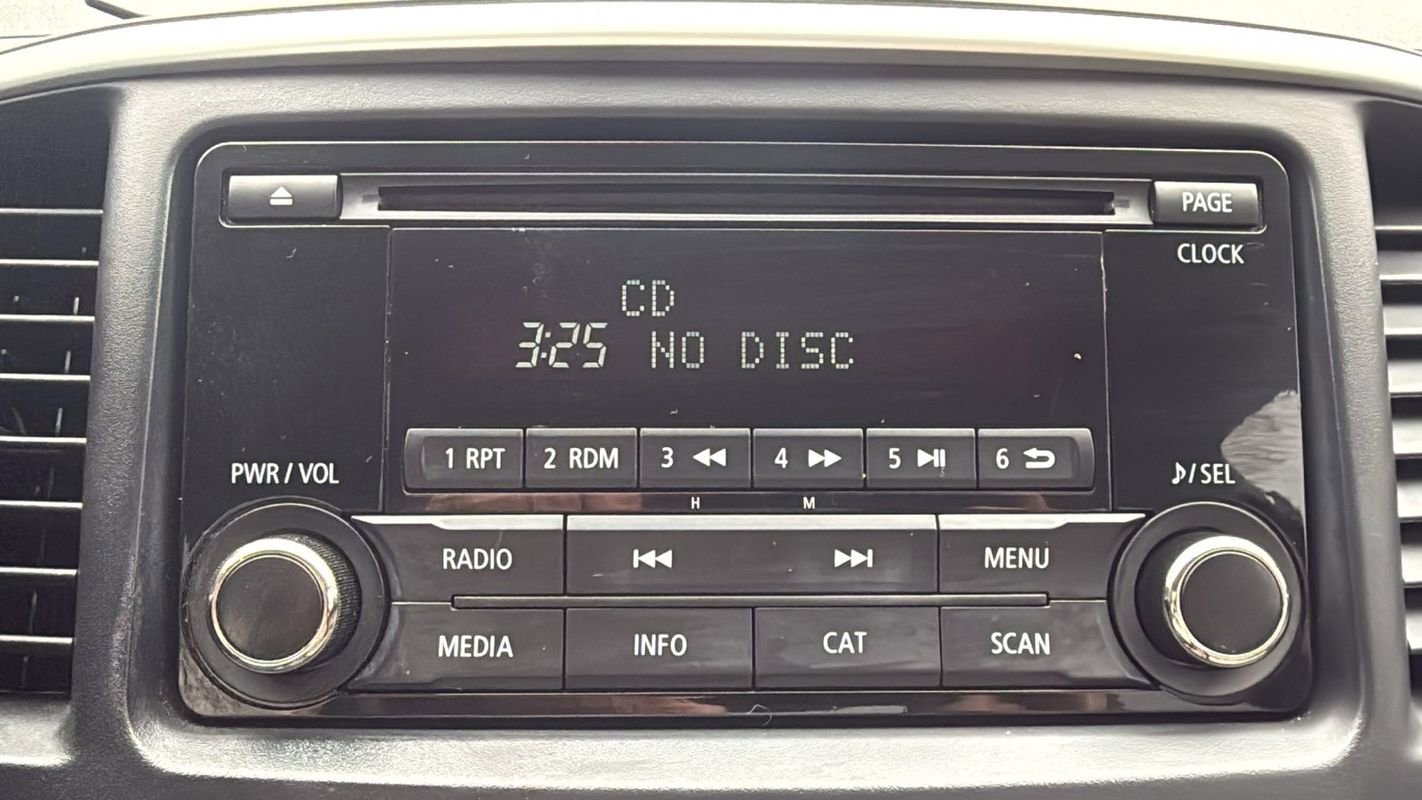 PAGE
CLOCK
CD
3:25 NO DISC
PWR / VOL
1 RPT 2 RDM 3 4 5 6
♪/ SEL
H M
RADIO MENU
MEDIA INFO CAT SCAN